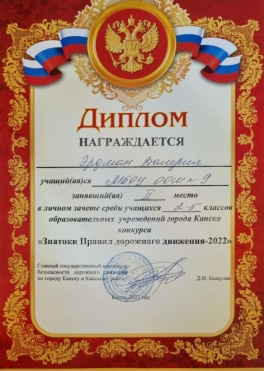 Диплом
НАГРАЖДАЕТСЯ
Эрдман Валерия
учащий(ая)ся МБОУ ООШ № 9
занявший(ая) II место
в личном зачете среди учащихся 2-5 классов
образовательных учреждений города Канска
конкурса
«Знатоки Правил дорожного движения-2022»
Главный государственный инспектор
безопасности дорожного движения
по городу Канску и Канскому району
Д.Н.
Канск, 2022 год